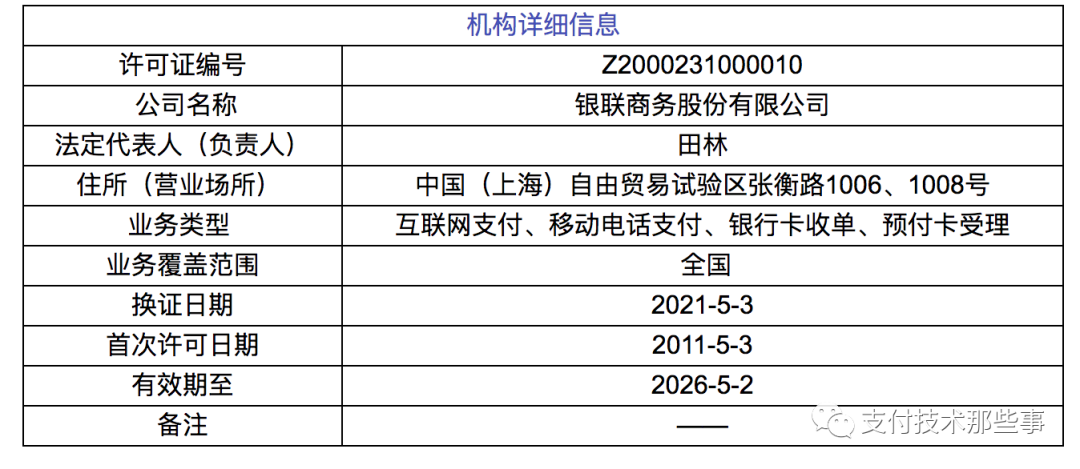 机构详细信息
许可证编号 Z2000231000010
公司名称 银联商务股份有限公司
法定代表人（负责人） 田林
住所（营业场所） 中国（上海）自由贸易试验区张衡路1006、1008号
业务类型 互联网支付、移动电话支付、银行卡收单、预付卡受理
业务覆盖范围 全国
换证日期 2021-5-3
首次许可日期 2011-5-3
有效期至 2026-5-2
备注 ——
支付技术那些事